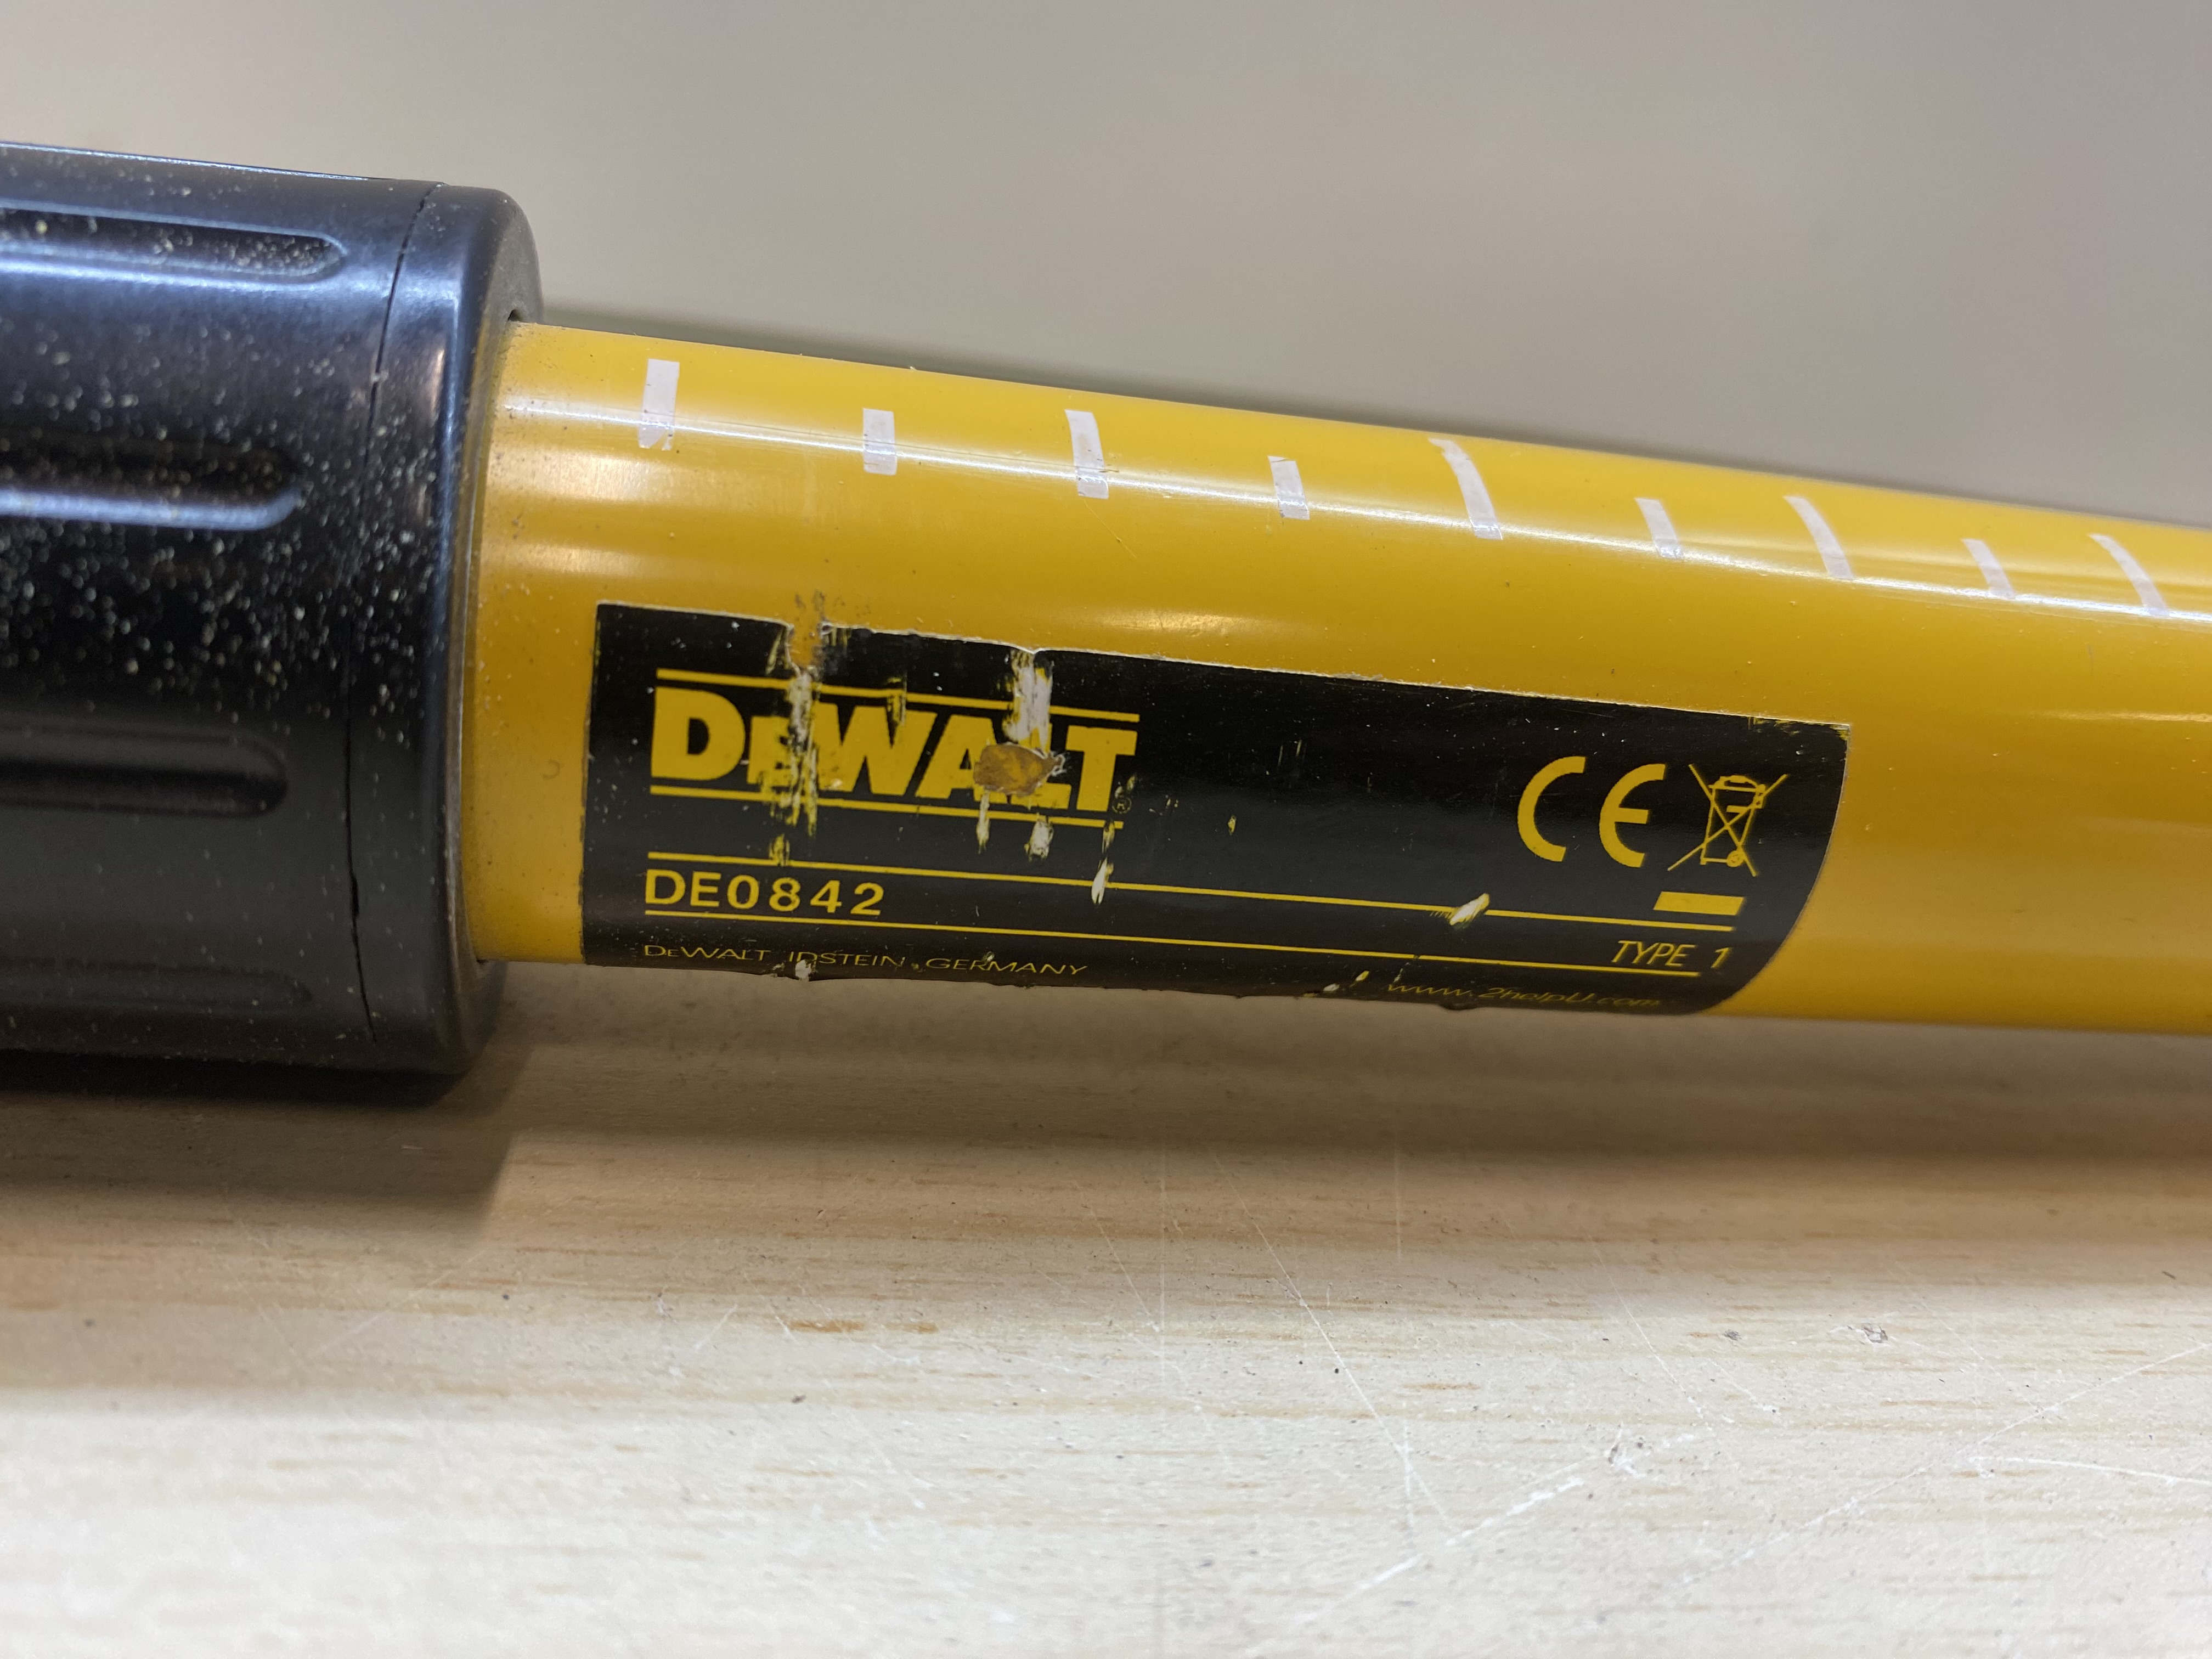 DEWALT®
CE
DE0842
TYPE 1
DEWALT IDSTEIN, GERMANY
www.2helpU.com